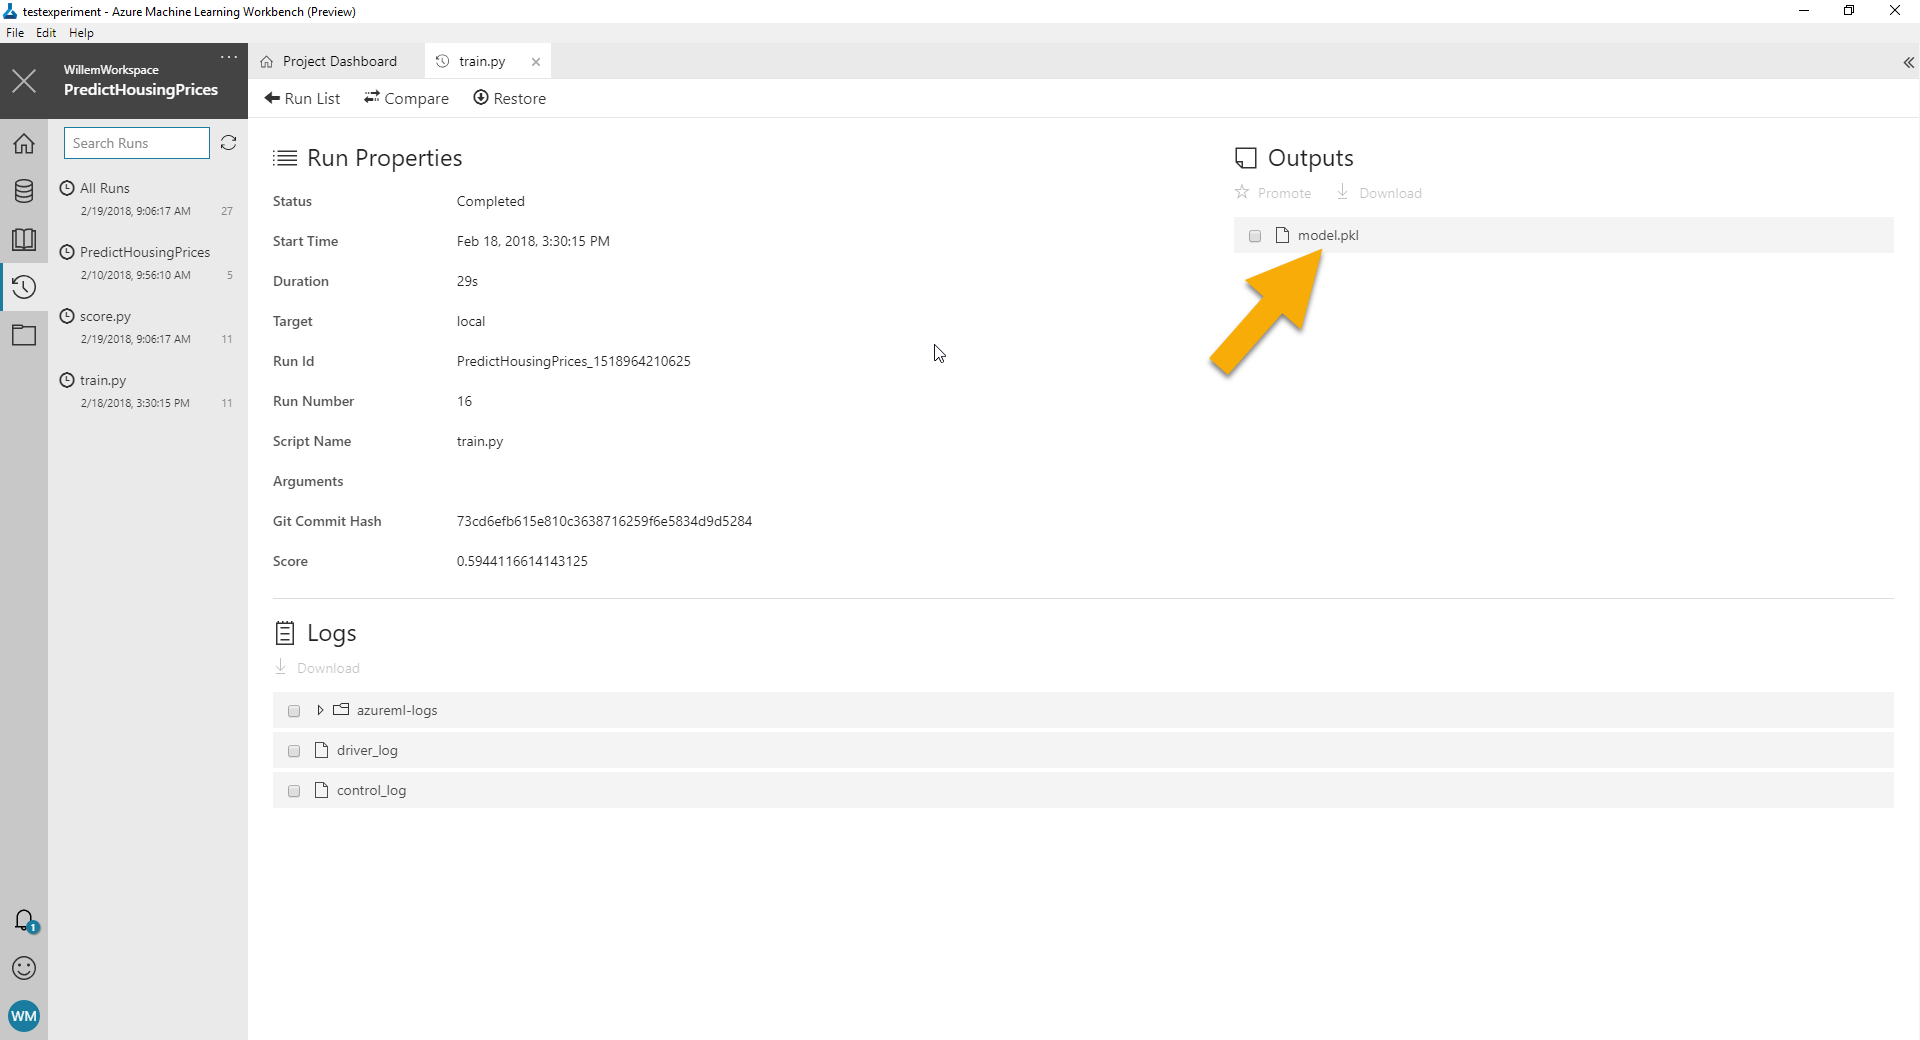 testexperiment - Azure Machine Learning Workbench (Preview)
File Edit Help
WillemWorkspace
PredictHousingPrices
Project Dashboard
train.py
Run List
Compare
Restore
Search Runs
All Runs
2/19/2018, 9:06:17 AM 27
PredictHousingPrices
2/10/2018, 9:56:10 AM 5
score.py
2/19/2018, 9:06:17 AM 11
train.py
2/18/2018, 3:30:15 PM 11
1
WM
Run Properties
Status Completed
Start Time Feb 18, 2018, 3:30:15 PM
Duration 29s
Target local
Run Id PredictHousingPrices_1518964210625
Run Number 16
Script Name train.py
Arguments
Git Commit Hash 73cd6efb615e810c3638716259f6e5834d9d5284
Score 0.5944116614143125
Outputs
Promote Download
model.pkl
Logs
Download
azureml-logs
driver_log
control_log